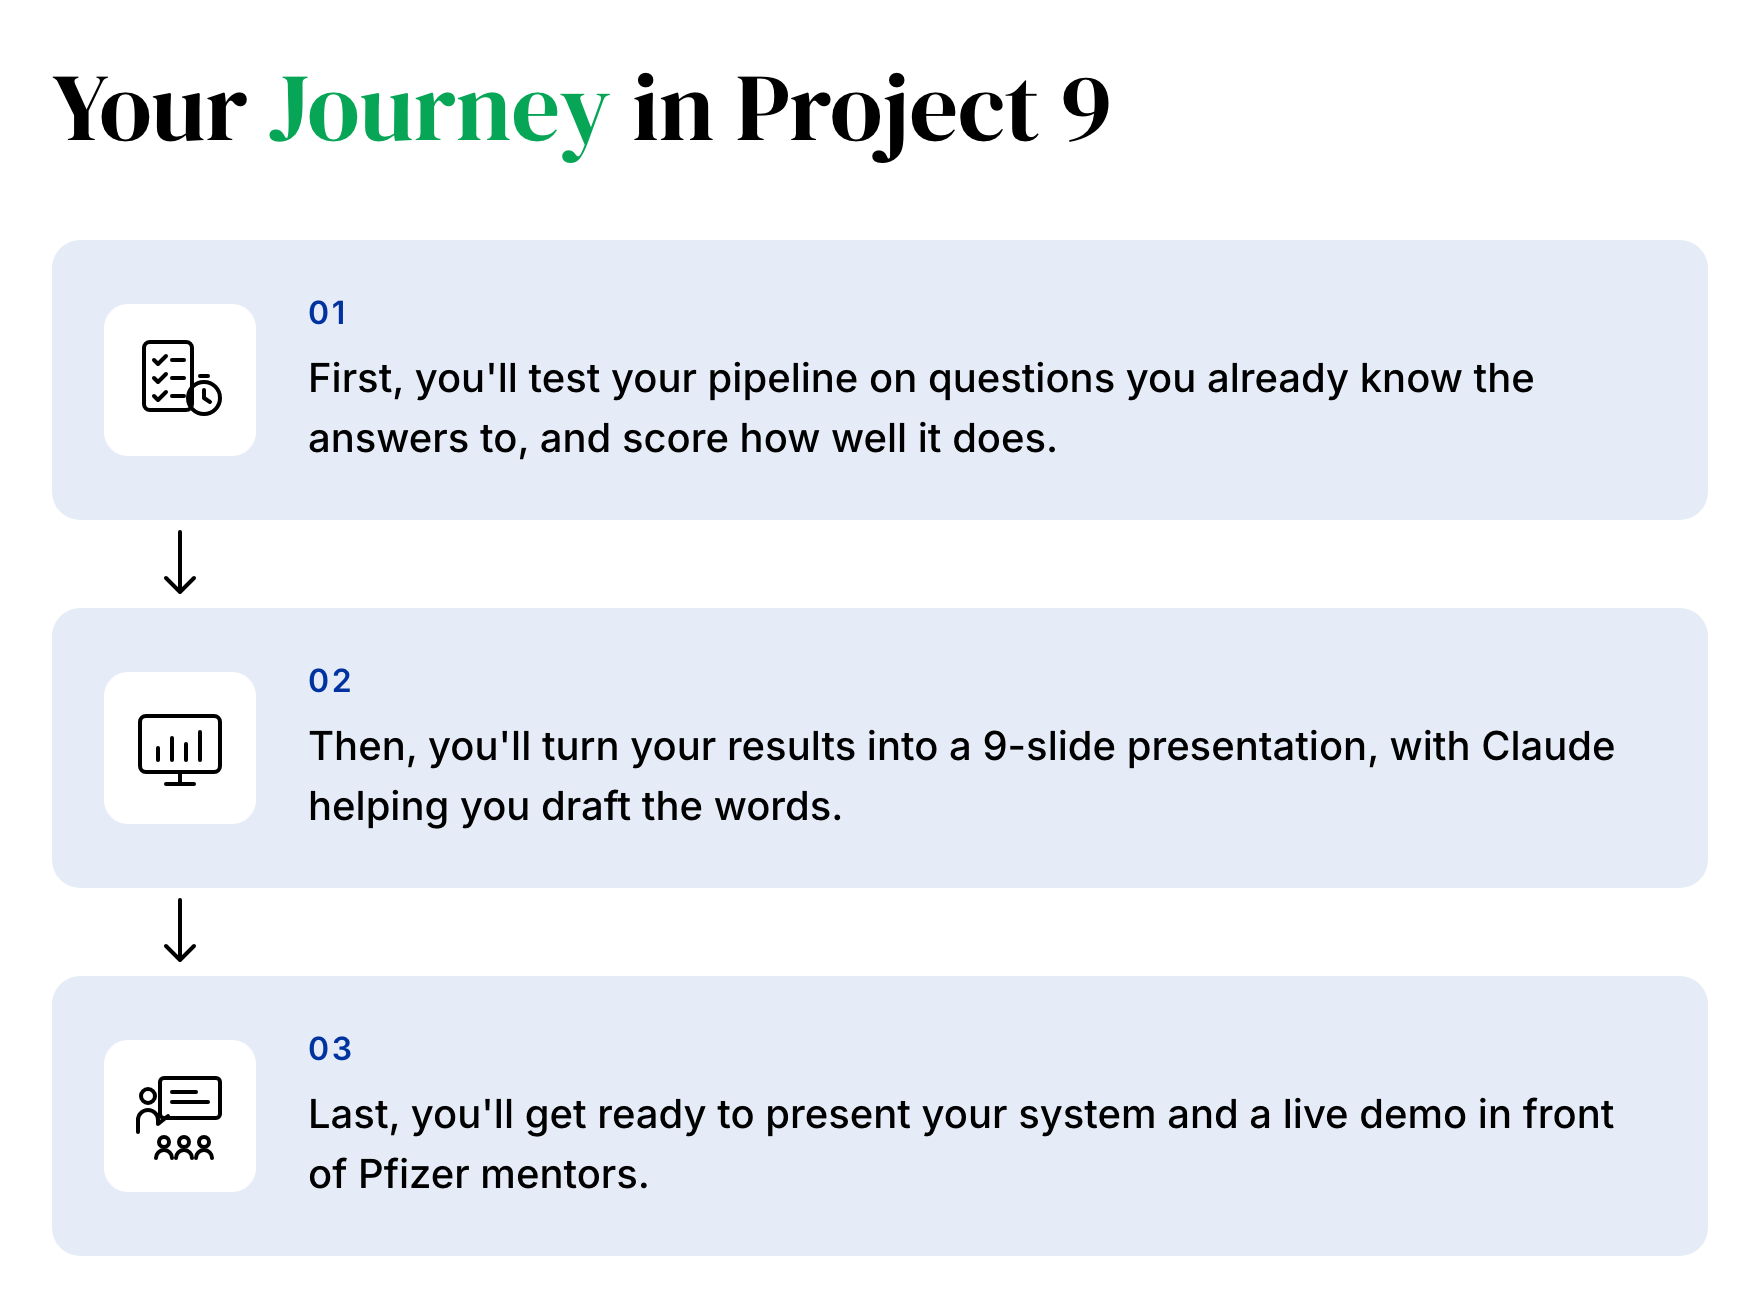 Your Journey in Project 9
01
First, you'll test your pipeline on questions you already know the
answers to, and score how well it does.
02
Then, you'll turn your results into a 9-slide presentation, with Claude
helping you draft the words.
03
Last, you'll get ready to present your system and a live demo in front
of Pfizer mentors.